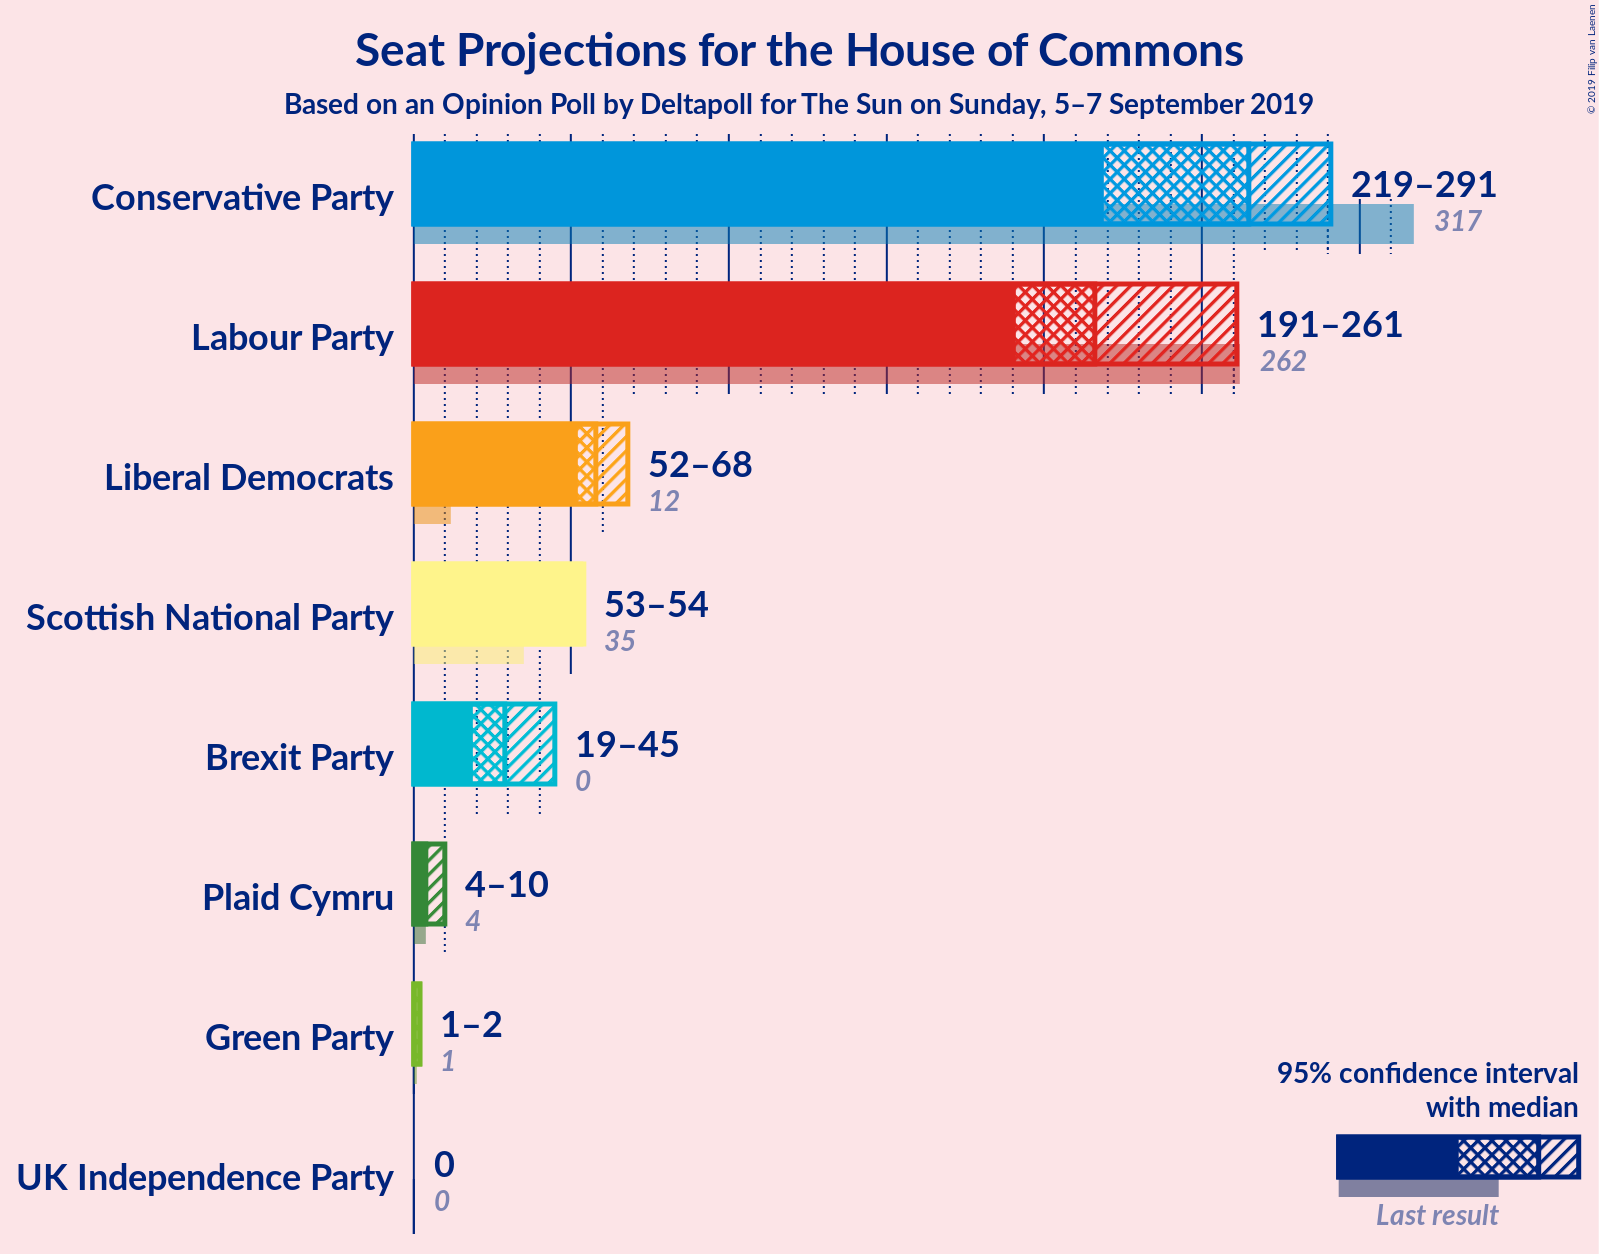 Seat Projections for the House of Commons
Based on an Opinion Poll by Deltapoll for The Sun on Sunday, 5–7 September 2019
© 2019 Filip van Laenen
Conservative Party
219–291
317
Labour Party
191–261
262
Liberal Democrats
52–68
12
Scottish National Party
53–54
35
Brexit Party
19–45
0
Plaid Cymru
4–10
4
Green Party
1–2
1
UK Independence Party
0
0
95% confidence interval
with median
Last result